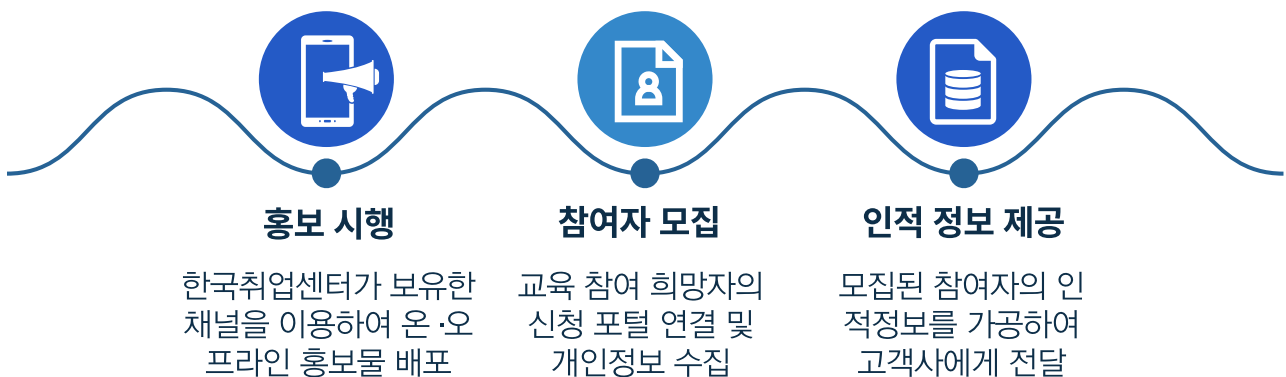 홍보 시행
한국취업센터가 보유한
채널을 이용하여 온 ·오
프라인 홍보물 배포
참여자 모집
교육 참여 희망자의
신청 포털 연결 및
개인정보 수집
인적 정보 제공
모집된 참여자의 인
적정보를 가공하여
고객사에게 전달